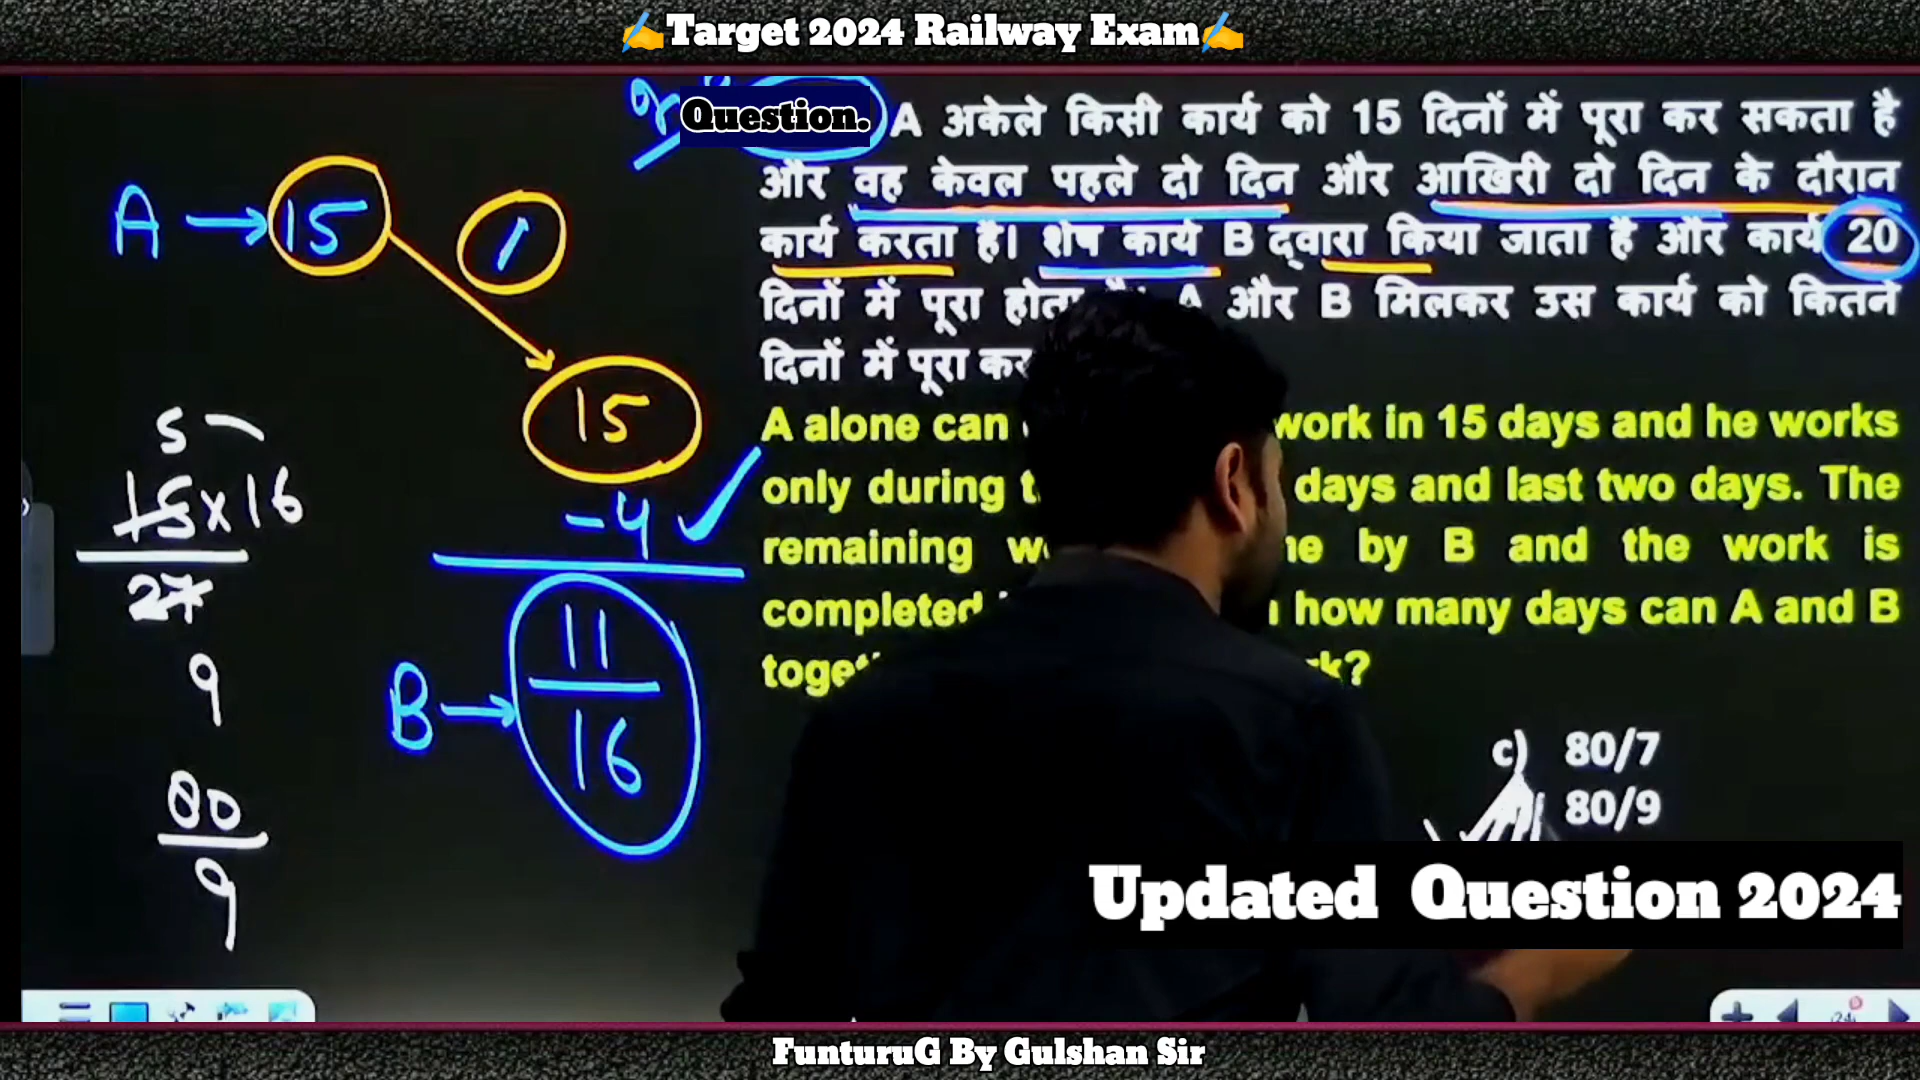 ✍Target 2024 Railway Exam✍
Question. A अकेले किसी कार्य को 15 दिनों में पूरा कर सकता है
और वह केवल पहले दो दिन और आखिरी दो दिन के दौरान
कार्य करता है। शेष कार्य B द्वारा किया जाता है और कार्य 20
दिनों में पूरा होता A और B मिलकर उस कार्य को कितने
दिनों में पूरा
A alone can work in 15 days and he works
only during days and last two days. The
remaining by B and the work is
completed how many days can A and B
c) 80/7
80/9
A → 15
1
15
-4
B → 11
16
5
15x16
27
9
80
9
Updated Question 2024
FunturuG By Gulshan Sir